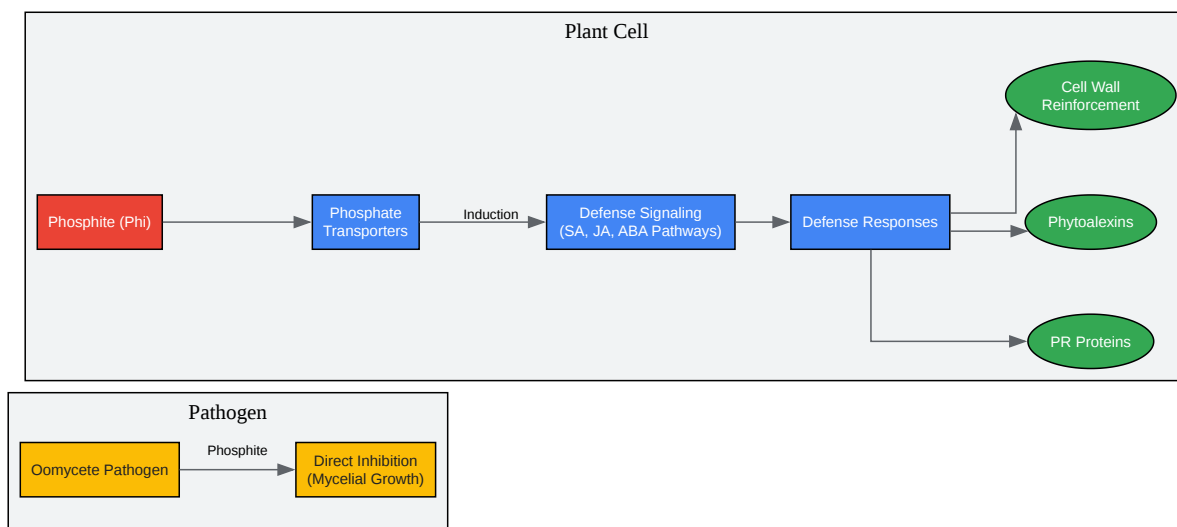 Plant Cell
Cell Wall
Reinforcement
Phosphite (Phi)
Phosphate
Transporters
Induction
Defense Signaling
(SA, JA, ABA Pathways)
Defense Responses
Phytoalexins
PR Proteins
Pathogen
Oomycete Pathogen
Phosphite
Direct Inhibition
(Mycelial Growth)